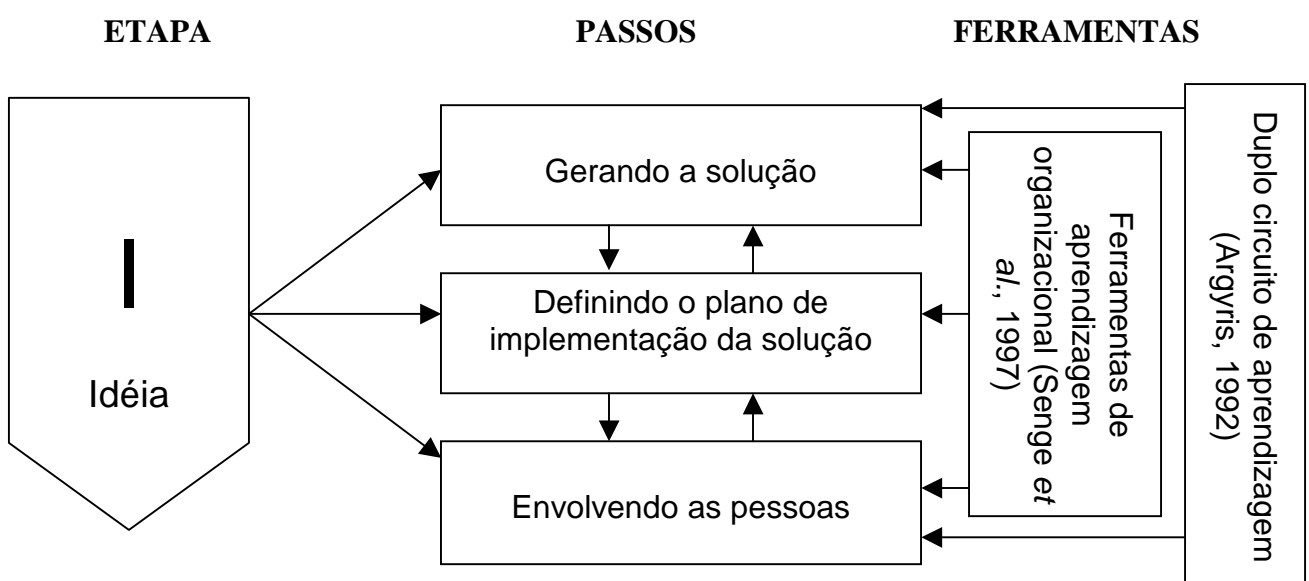 ETAPA PASSOS FERRAMENTAS
I
Idéia
Gerando a solução
Definindo o plano de
implementação da solução
Envolvendo as pessoas
Ferramentas de
aprendizagem
organizacional (Senge et
al., 1997)
Duplo circuito de aprendizagem
(Argyris, 1992)